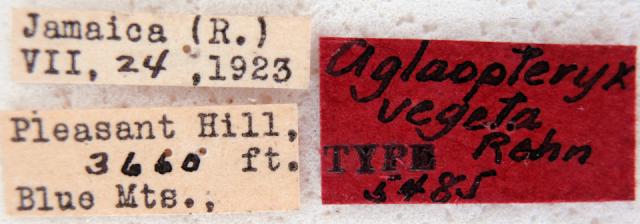 Jamaica (R.)
VII, 24, 1923
Pleasant Hill,
3660 ft.
Blue Mts.,
Aglaopteryx
vegeta
Rehn
TYPE
5485